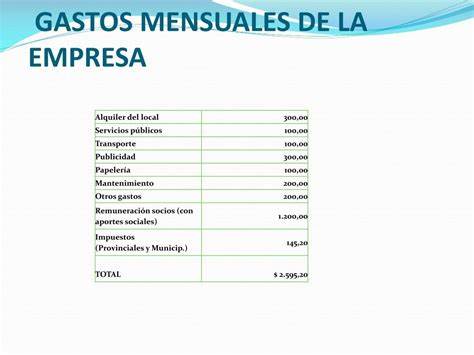 GASTOS MENSUALES DE LA
EMPRESA
Alquiler del local 300,00
Servicios públicos 100,00
Transporte 100,00
Publicidad 300,00
Papelería 100,00
Mantenimiento 200,00
Otros gastos 200,00
Remuneración socios (con
aportes sociales) 1.200,00
Impuestos
(Provinciales y Municip.) 145,20
TOTAL $ 2.595,20